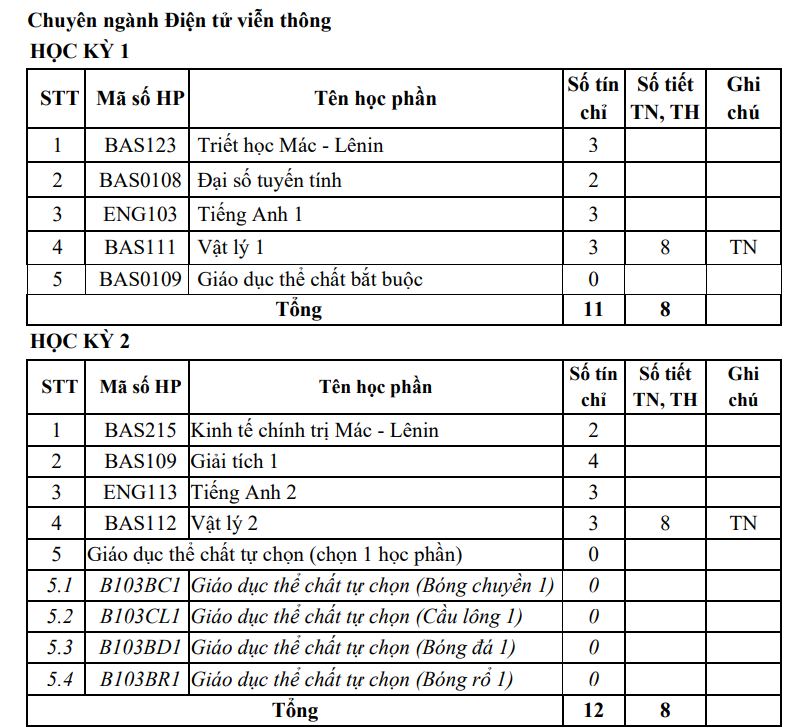 Chuyên ngành Điện tử viễn thông
HỌC KỲ 1
STT Mã số HP Tên học phần Số tín chỉ Số tiết TN, TH Ghi chú
1 BAS123 Triết học Mác - Lênin 3
2 BAS0108 Đại số tuyến tính 2
3 ENG103 Tiếng Anh 1 3
4 BAS111 Vật lý 1 3 8 TN
5 BAS0109 Giáo dục thể chất bắt buộc 0
Tổng 11 8
HỌC KỲ 2
STT Mã số HP Tên học phần Số tín chỉ Số tiết TN, TH Ghi chú
1 BAS215 Kinh tế chính trị Mác - Lênin 2
2 BAS109 Giải tích 1 4
3 ENG113 Tiếng Anh 2 3
4 BAS112 Vật lý 2 3 8 TN
5 Giáo dục thể chất tự chọn (chọn 1 học phần) 0
5.1 B103BC1 Giáo dục thể chất tự chọn (Bóng chuyền 1) 0
5.2 B103CL1 Giáo dục thể chất tự chọn (Cầu lông 1) 0
5.3 B103BD1 Giáo dục thể chất tự chọn (Bóng đá 1) 0
5.4 B103BR1 Giáo dục thể chất tự chọn (Bóng rổ 1) 0
Tổng 12 8